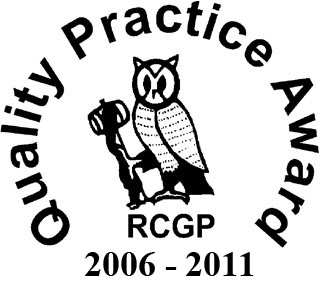 Quality Practice Award
RCGP
2006 - 2011